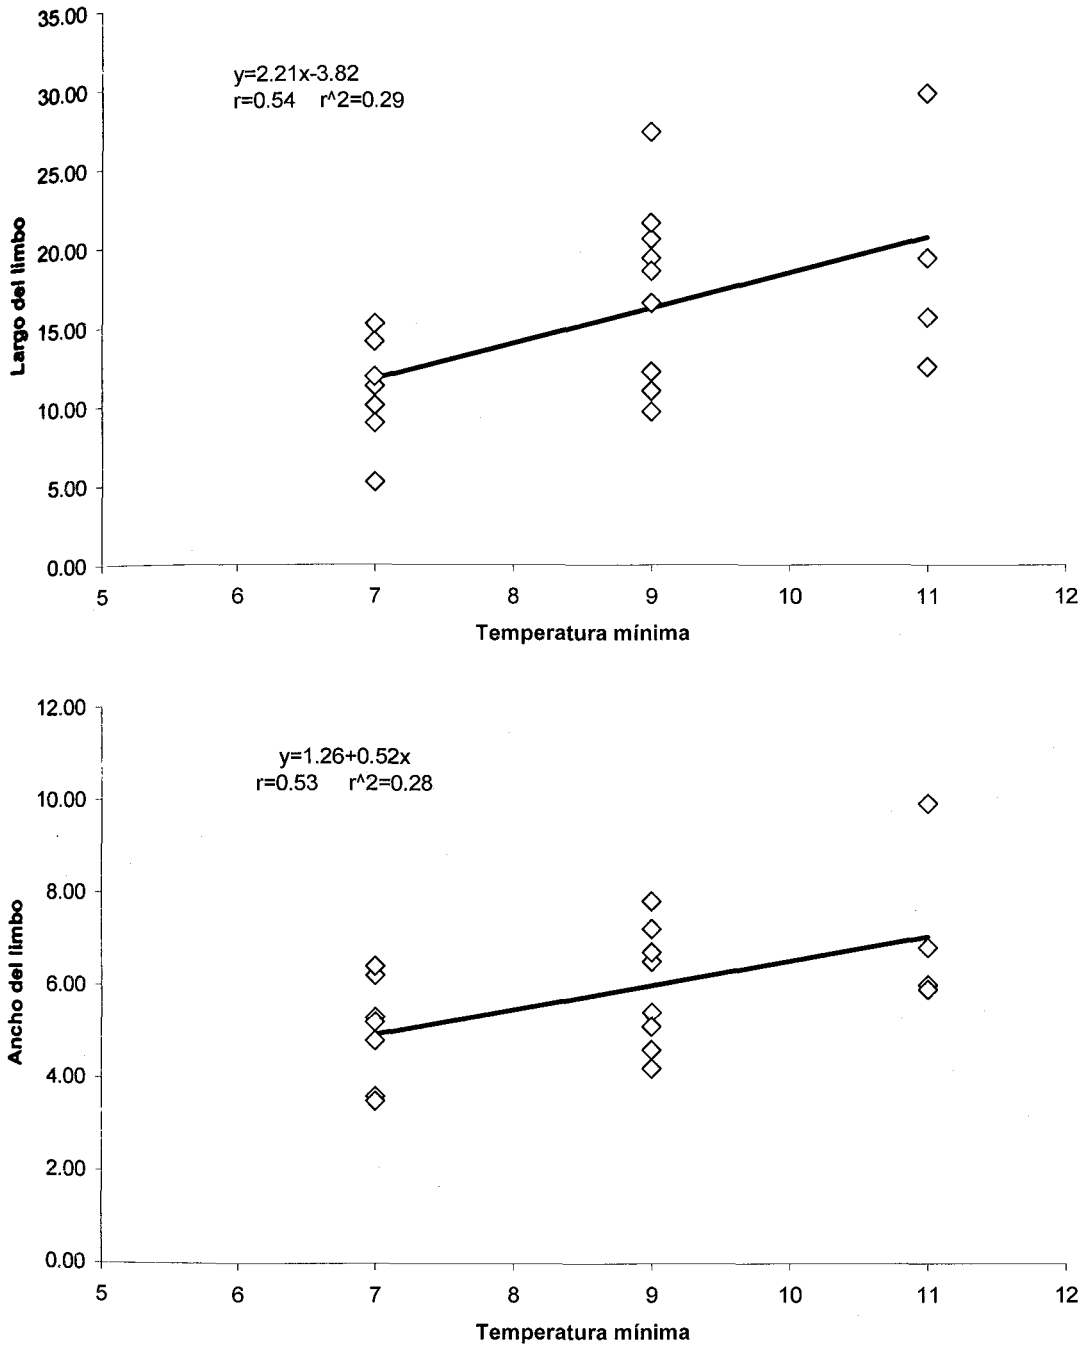 35.00
y=2.21x-3.82
r=0.54 r^2=0.29
30.00
25.00
20.00
15.00
10.00
5.00
0.00
Largo del limbo
5 6 7 8 9 10 11 12
Temperatura mínima
12.00
y=1.26+0.52x
r=0.53 r^2=0.28
10.00
8.00
6.00
4.00
2.00
0.00
Ancho del limbo
5 6 7 8 9 10 11 12
Temperatura mínima